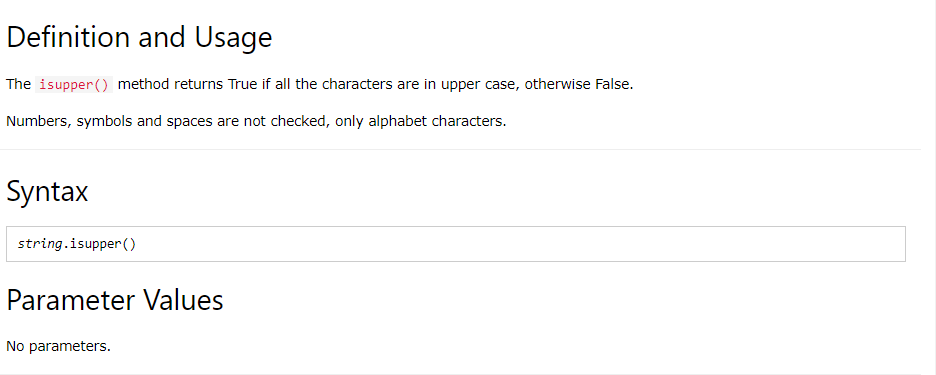 Definition and Usage
The isupper() method returns True if all the characters are in upper case, otherwise False.
Numbers, symbols and spaces are not checked, only alphabet characters.
Syntax
string.isupper()
Parameter Values
No parameters.